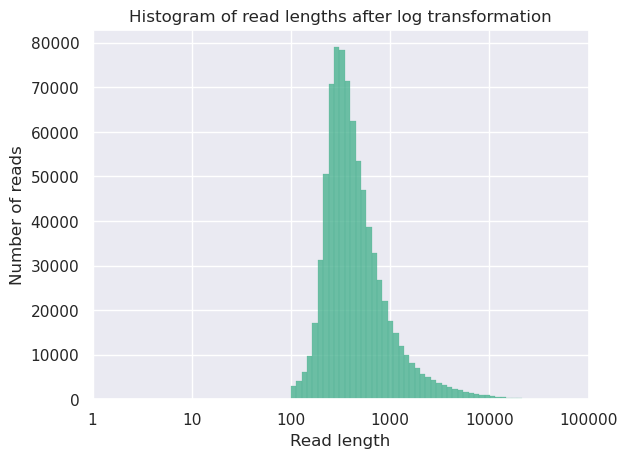 Histogram of read lengths after log transformation
80000
70000
60000
50000
40000
30000
20000
10000
0
Number of reads
1 10 100 1000 10000 100000
Read length